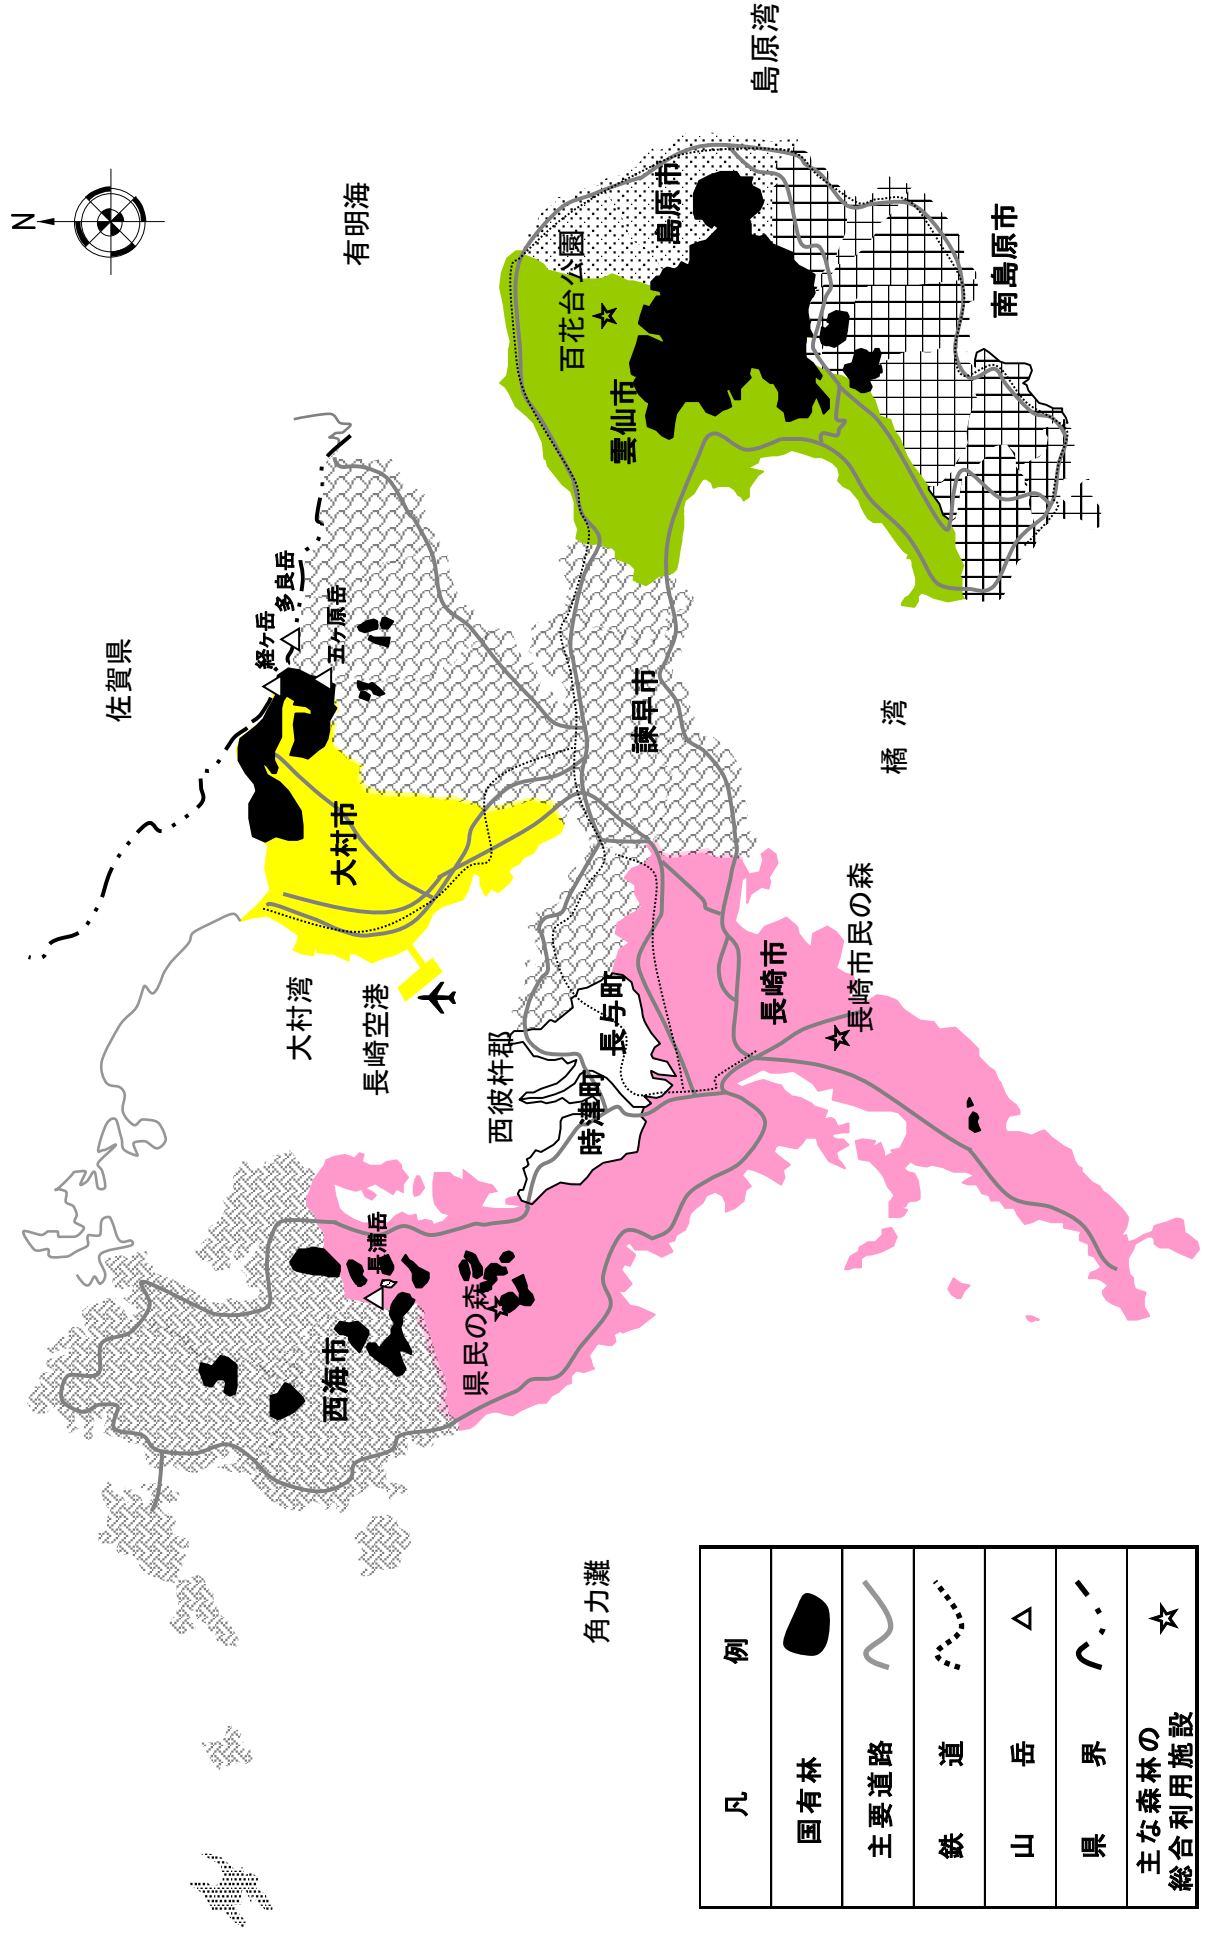 N
佐賀県
有明海
島原湾
経ケ岳
多良岳
五ケ原岳
百花台公園
島原市
雲仙市
南島原市
大村市
諫早市
橘湾
大村湾
長崎空港
西彼杵郡
長与町
時津町
長崎市
長崎市民の森
長浦岳
西海市
県民の森
角力灘
凡例
国有林
主要道路
鉄道
山岳
県界
主な森林の
総合利用施設